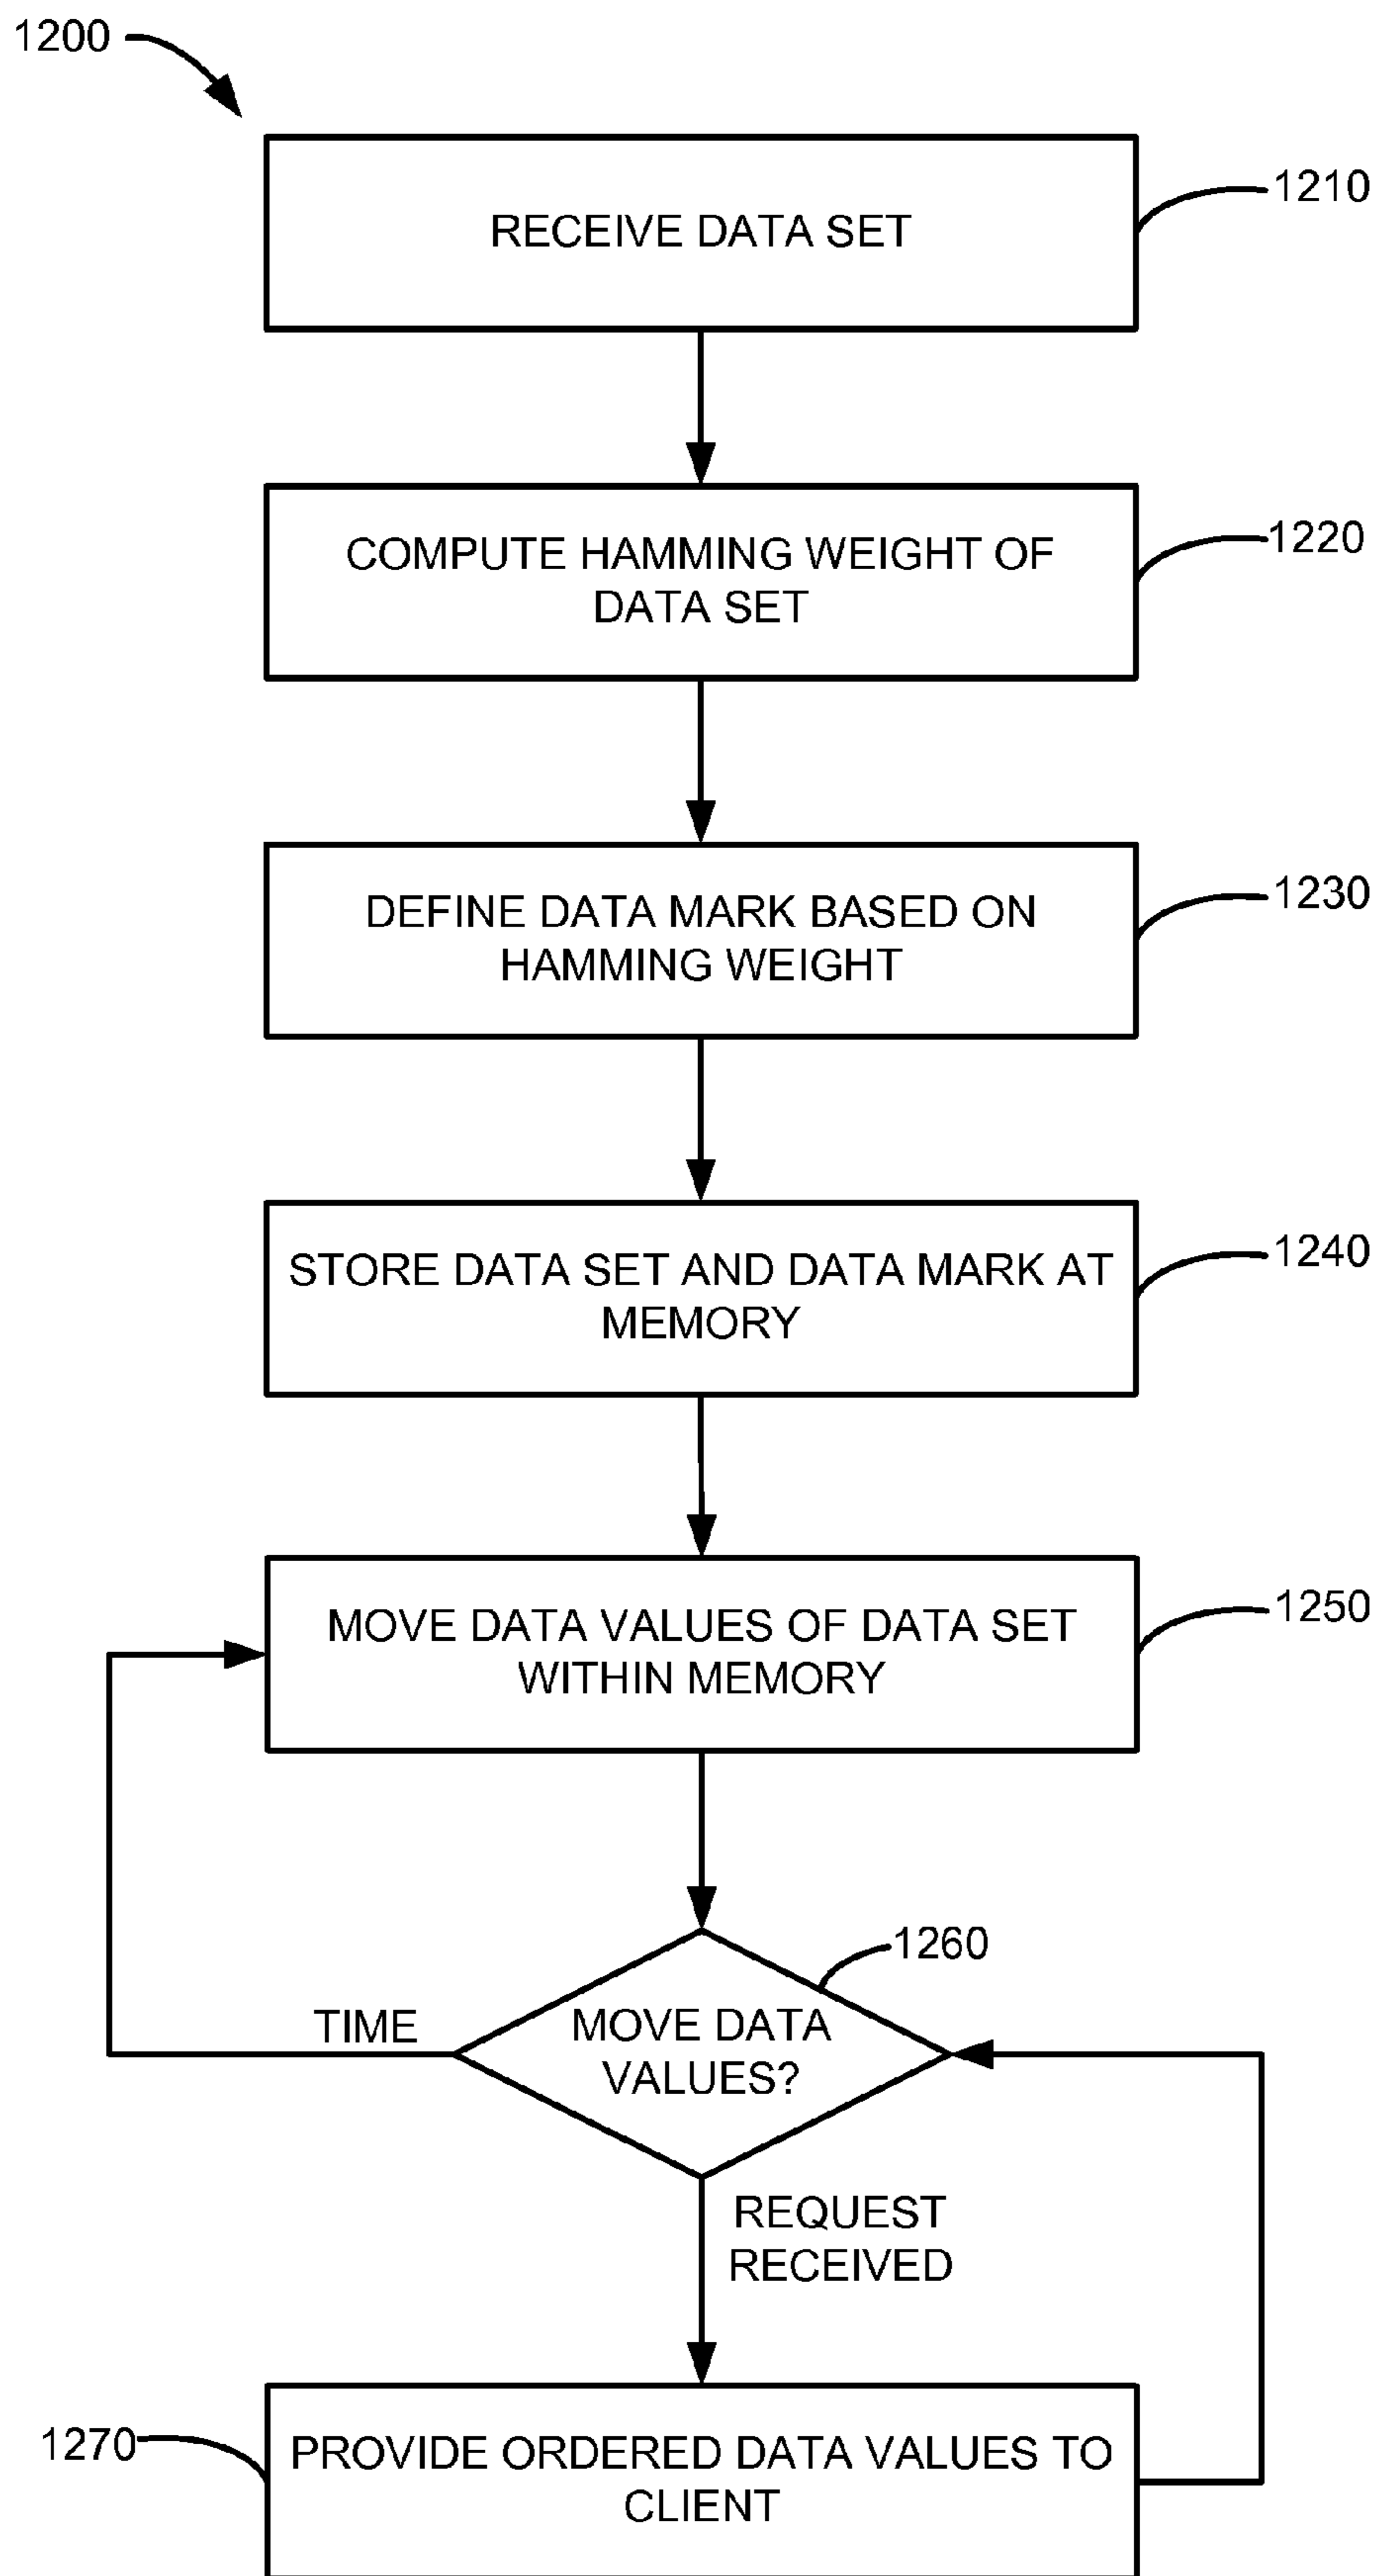 1200
RECEIVE DATA SET
1210
COMPUTE HAMMING WEIGHT OF
DATA SET
1220
DEFINE DATA MARK BASED ON
HAMMING WEIGHT
1230
STORE DATA SET AND DATA MARK AT
MEMORY
1240
MOVE DATA VALUES OF DATA SET
WITHIN MEMORY
1250
1260
TIME
MOVE DATA
VALUES?
REQUEST
RECEIVED
1270
PROVIDE ORDERED DATA VALUES TO
CLIENT